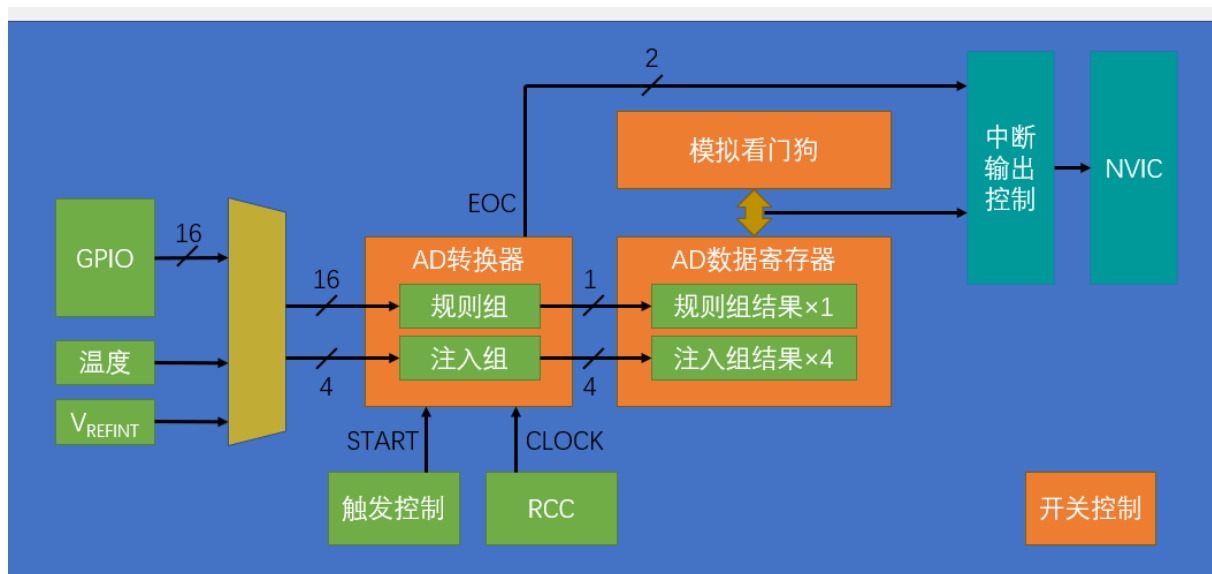 2
中断
输出
控制
NVIC
模拟看门狗
EOC
GPIO
16
AD转换器
AD数据寄存器
16
规则组
1
规则组结果×1
温度
4
注入组
4
注入组结果×4
VREFINT
START
CLOCK
触发控制
RCC
开关控制